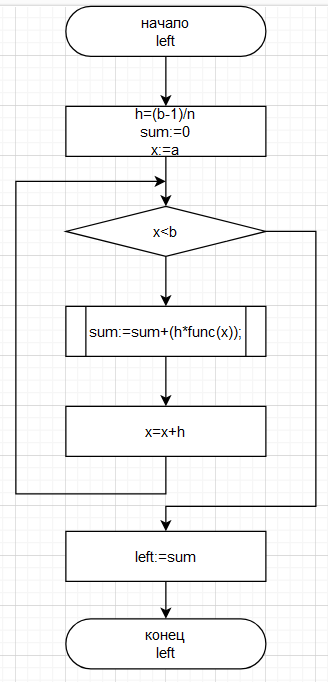 начало
left
h=(b-1)/n
sum:=0
x:=a
x<b
sum:=sum+(h*func(x));
x=x+h
left:=sum
конец
left